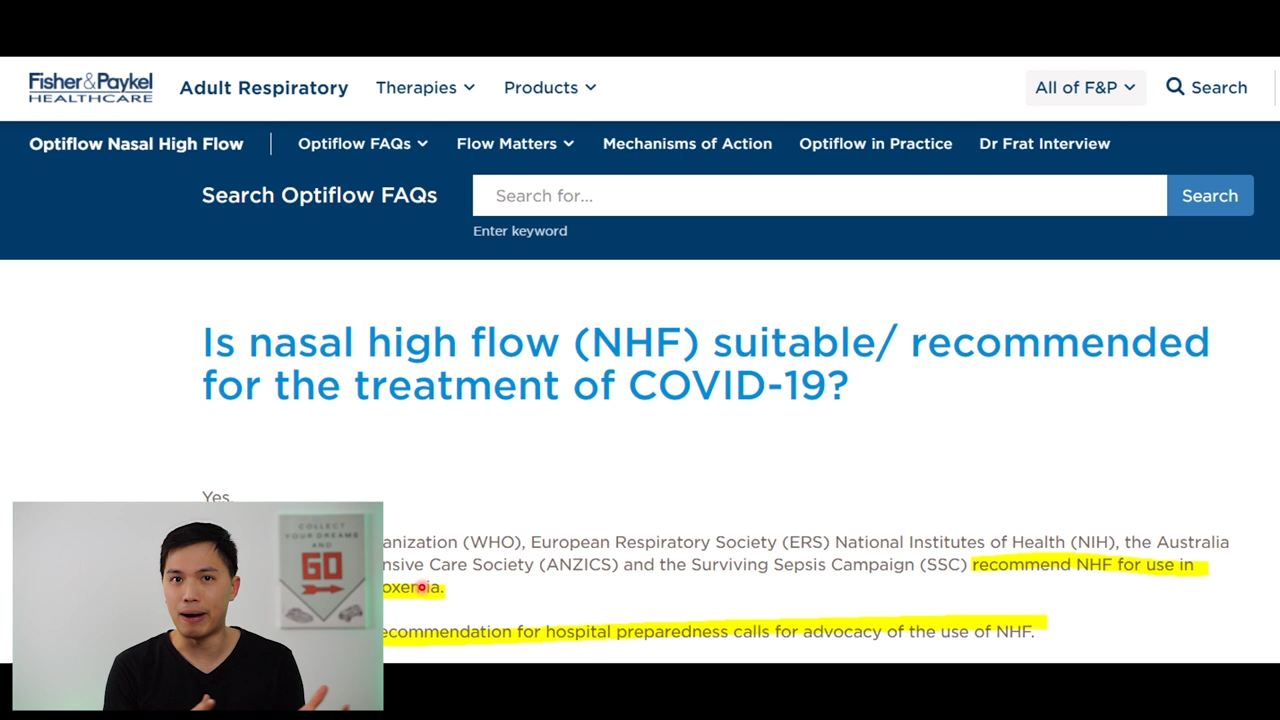 Fisher&Paykel
HEALTHCARE
Adult Respiratory
Therapies
Products
All of F&P
Search
Optiflow Nasal High Flow
Optiflow FAQs
Flow Matters
Mechanisms of Action
Optiflow in Practice
Dr Frat Interview
Search Optiflow FAQs
Search for...
Search
Enter keyword
Is nasal high flow (NHF) suitable/ recommended
for the treatment of COVID-19?
Yes.
anization (WHO), European Respiratory Society (ERS) National Institutes of Health (NIH), the Australia
nsive Care Society (ANZICS) and the Surviving Sepsis Campaign (SSC) recommend NHF for use in
oxemia.
ecommendation for hospital preparedness calls for advocacy of the use of NHF.
COLLECT
YOUR DREAMS
AND
GO